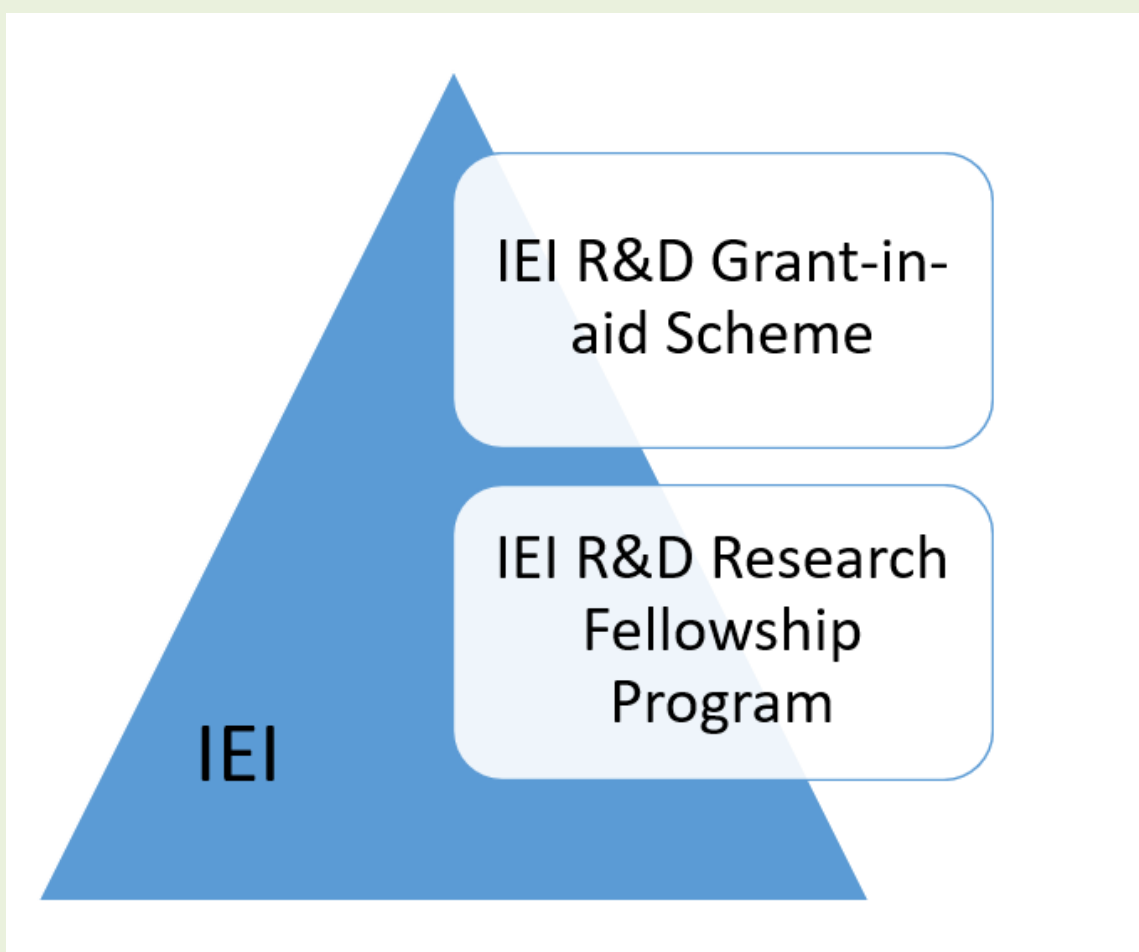 IEI R&D Grant-in-
aid Scheme
IEI R&D Research
Fellowship
Program
IEI